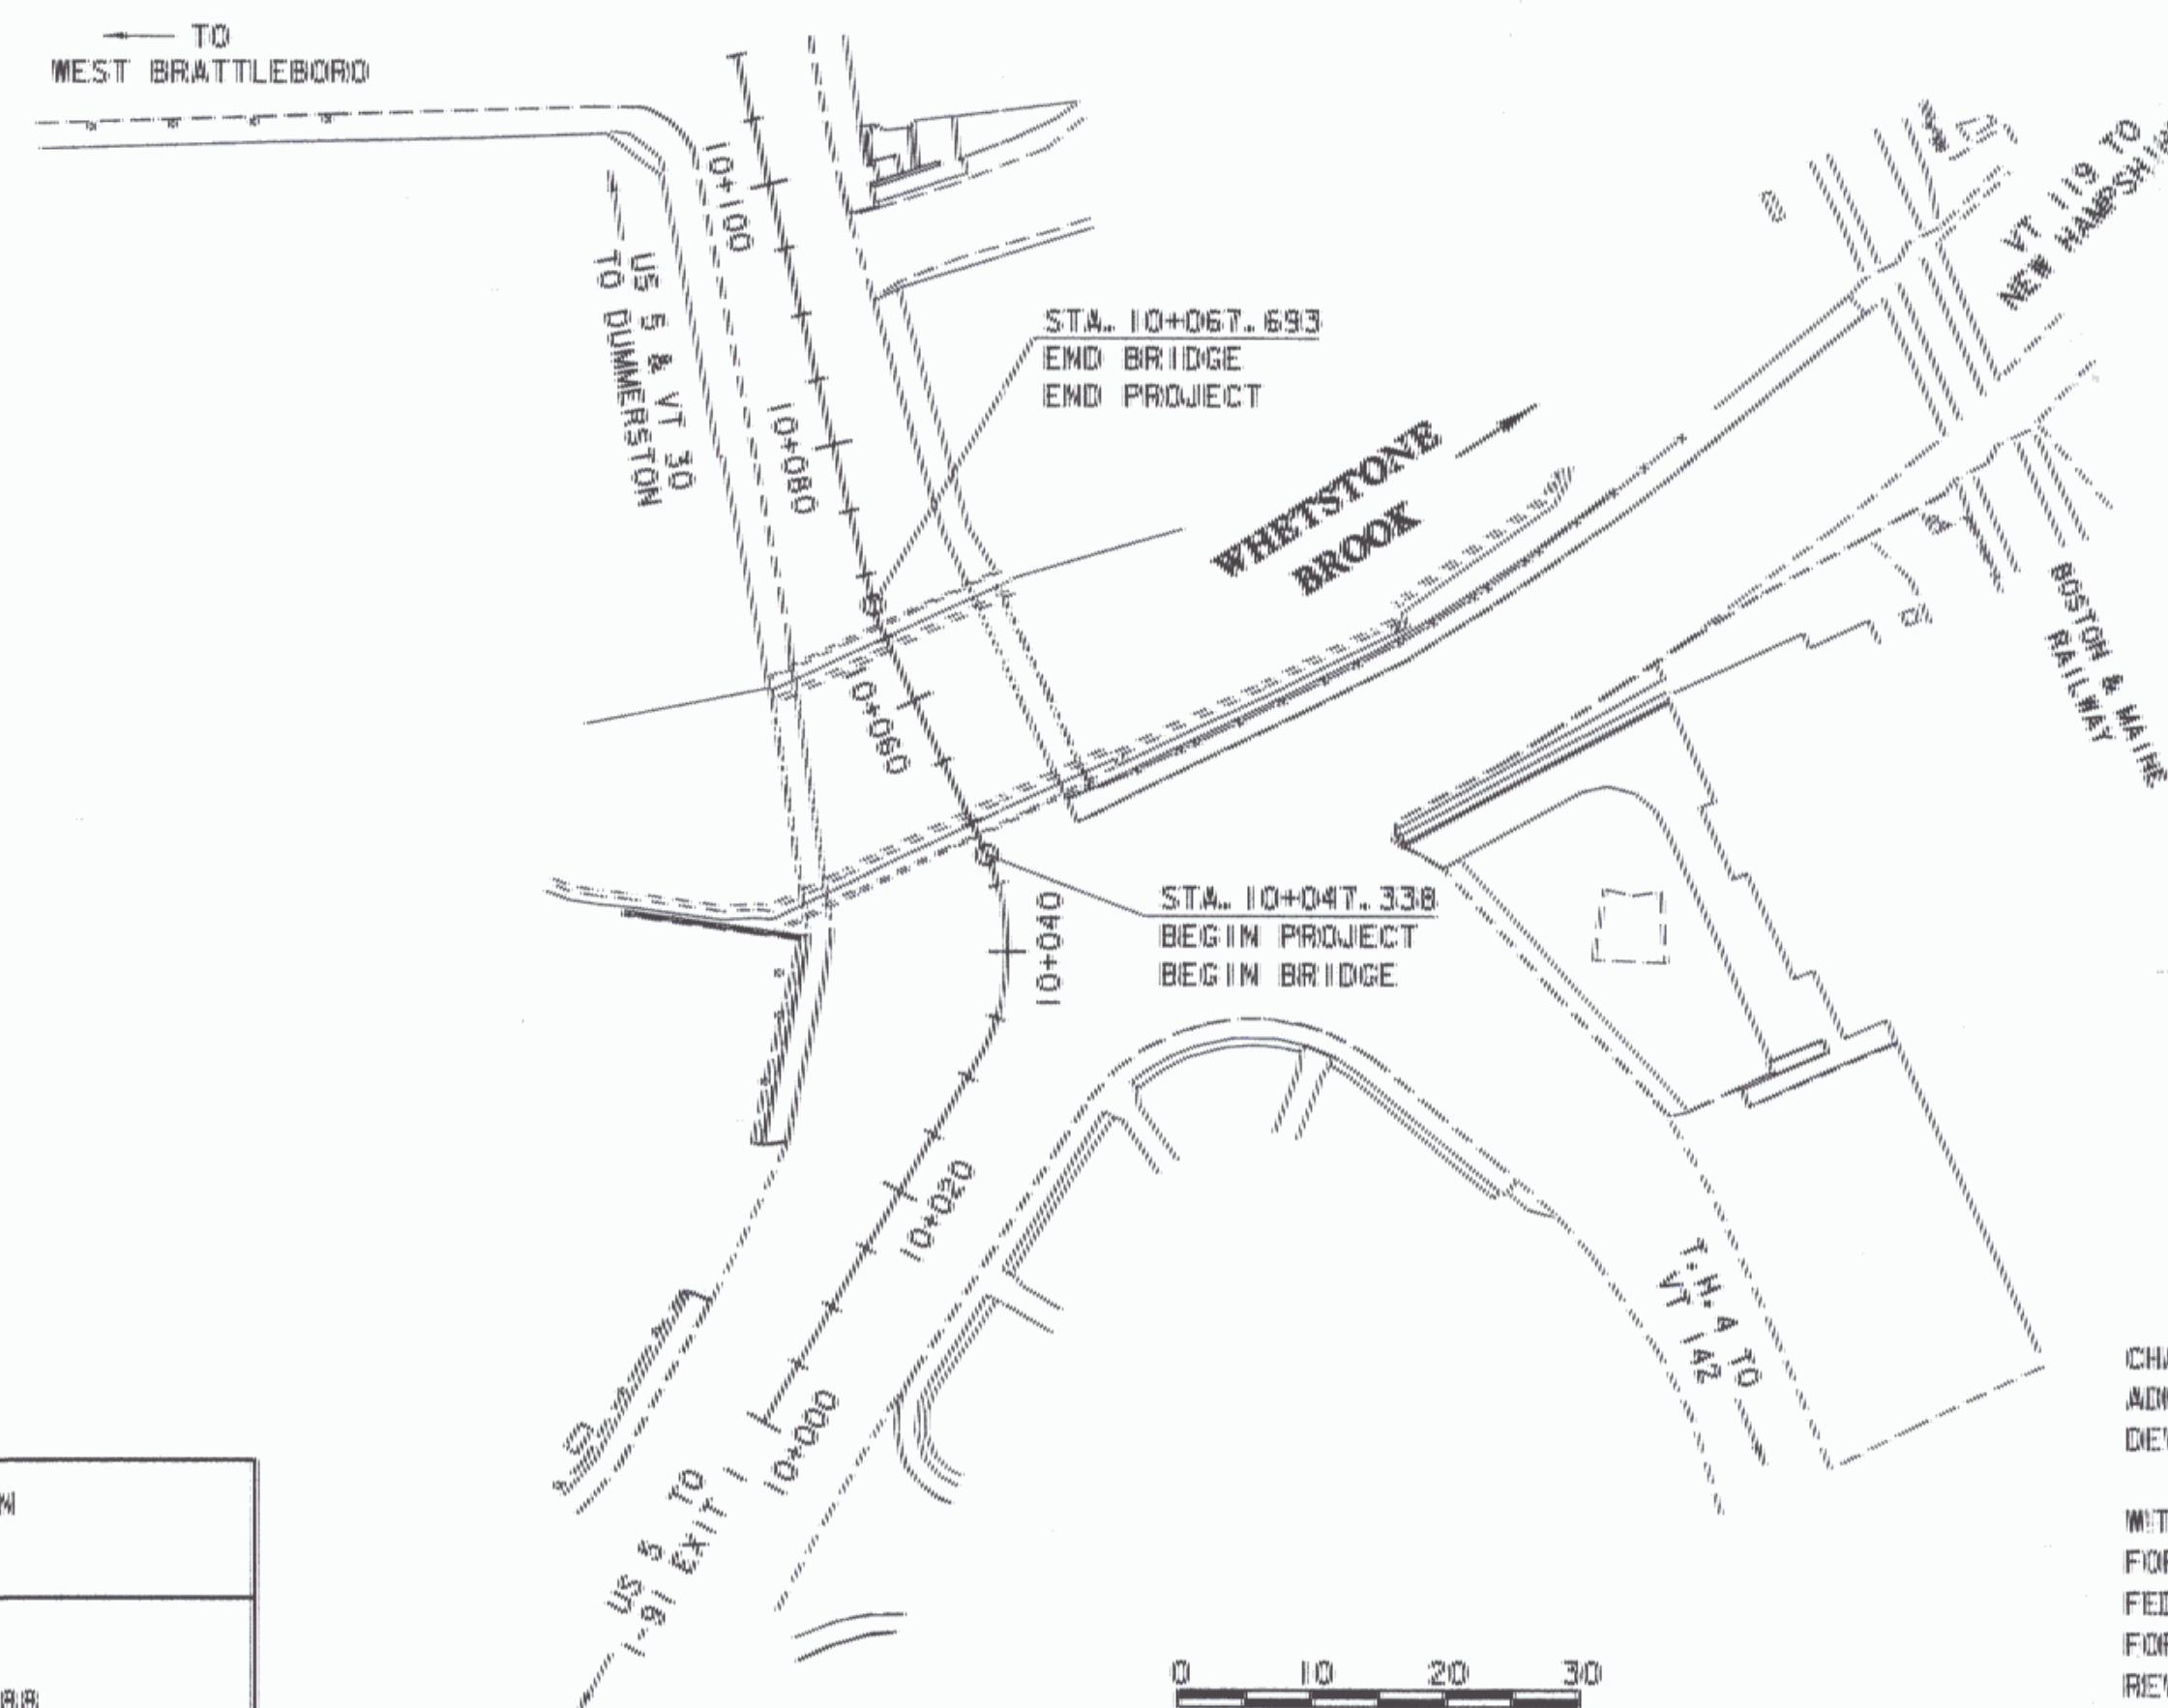 TO
WEST BRATTLEBORO
10+100
US 5 & VT 30
TO DUMMERSTON
VT 119 TO
STA. 10+067.693
END BRIDGE
END PROJECT
10+080
WHETSTONE
BROOK
10+060
BOSTON & MAINE
RAILWAY
STA. 10+047.338
BEGIN PROJECT
BEGIN BRIDGE
10+040
10+020
10+000
T.H. 4 TO
VT 142
US 5 TO
I-91 EXIT 1
0 10 20 30